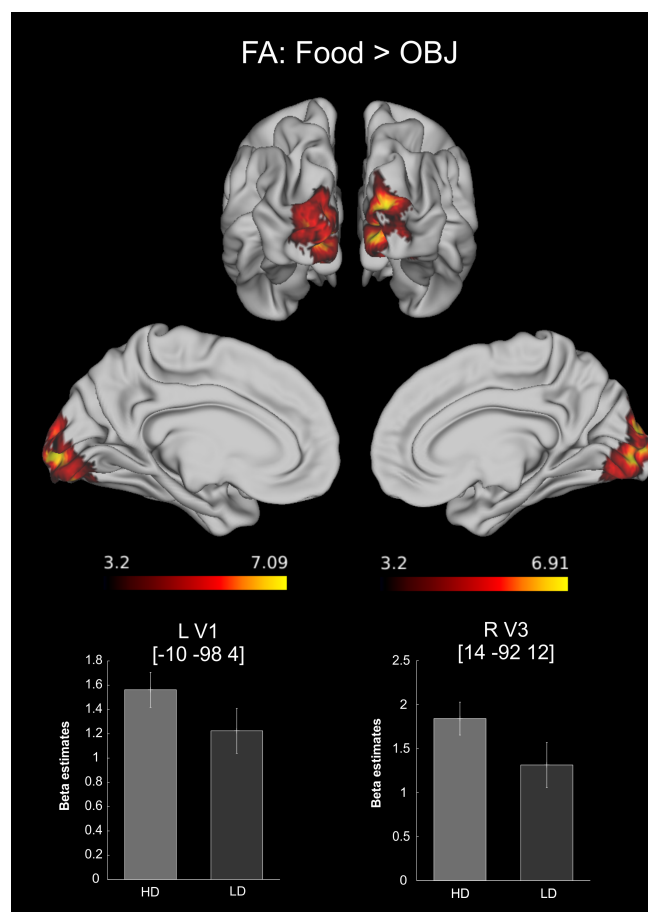 FA: Food > OBJ
3.2 7.09
3.2 6.91
L V1
[-10 -98 4]
1.8
1.6
1.4
1.2
1
0.8
0.6
0.4
0.2
0
Beta estimates
HD LD
R V3
[14 -92 12]
2.5
2
1.5
1
0.5
0
Beta estimates
HD LD